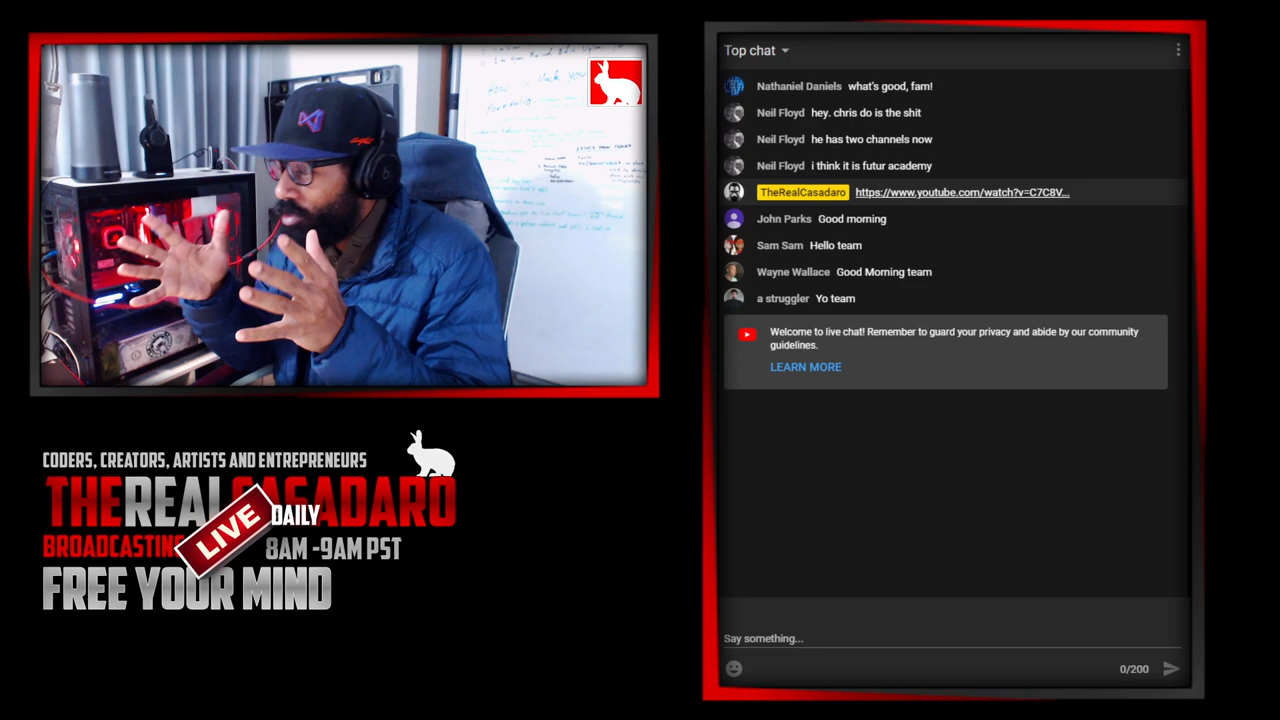 CODERS, CREATORS, ARTISTS AND ENTREPRENEURS
THEREALCASADARO
LIVE
DAILY
BROADCASTING
8AM -9AM PST
FREE YOUR MIND
Top chat
Nathaniel Daniels what's good, fam!
Neil Floyd hey. chris do is the shit
Neil Floyd he has two channels now
Neil Floyd i think it is futur academy
TheRealCasadaro https://www.youtube.com/watch?v=C7C8V...
John Parks Good morning
Sam Sam Hello team
Wayne Wallace Good Morning team
a struggler Yo team
Welcome to live chat! Remember to guard your privacy and abide by our community
guidelines.
LEARN MORE
Say something...
0/200